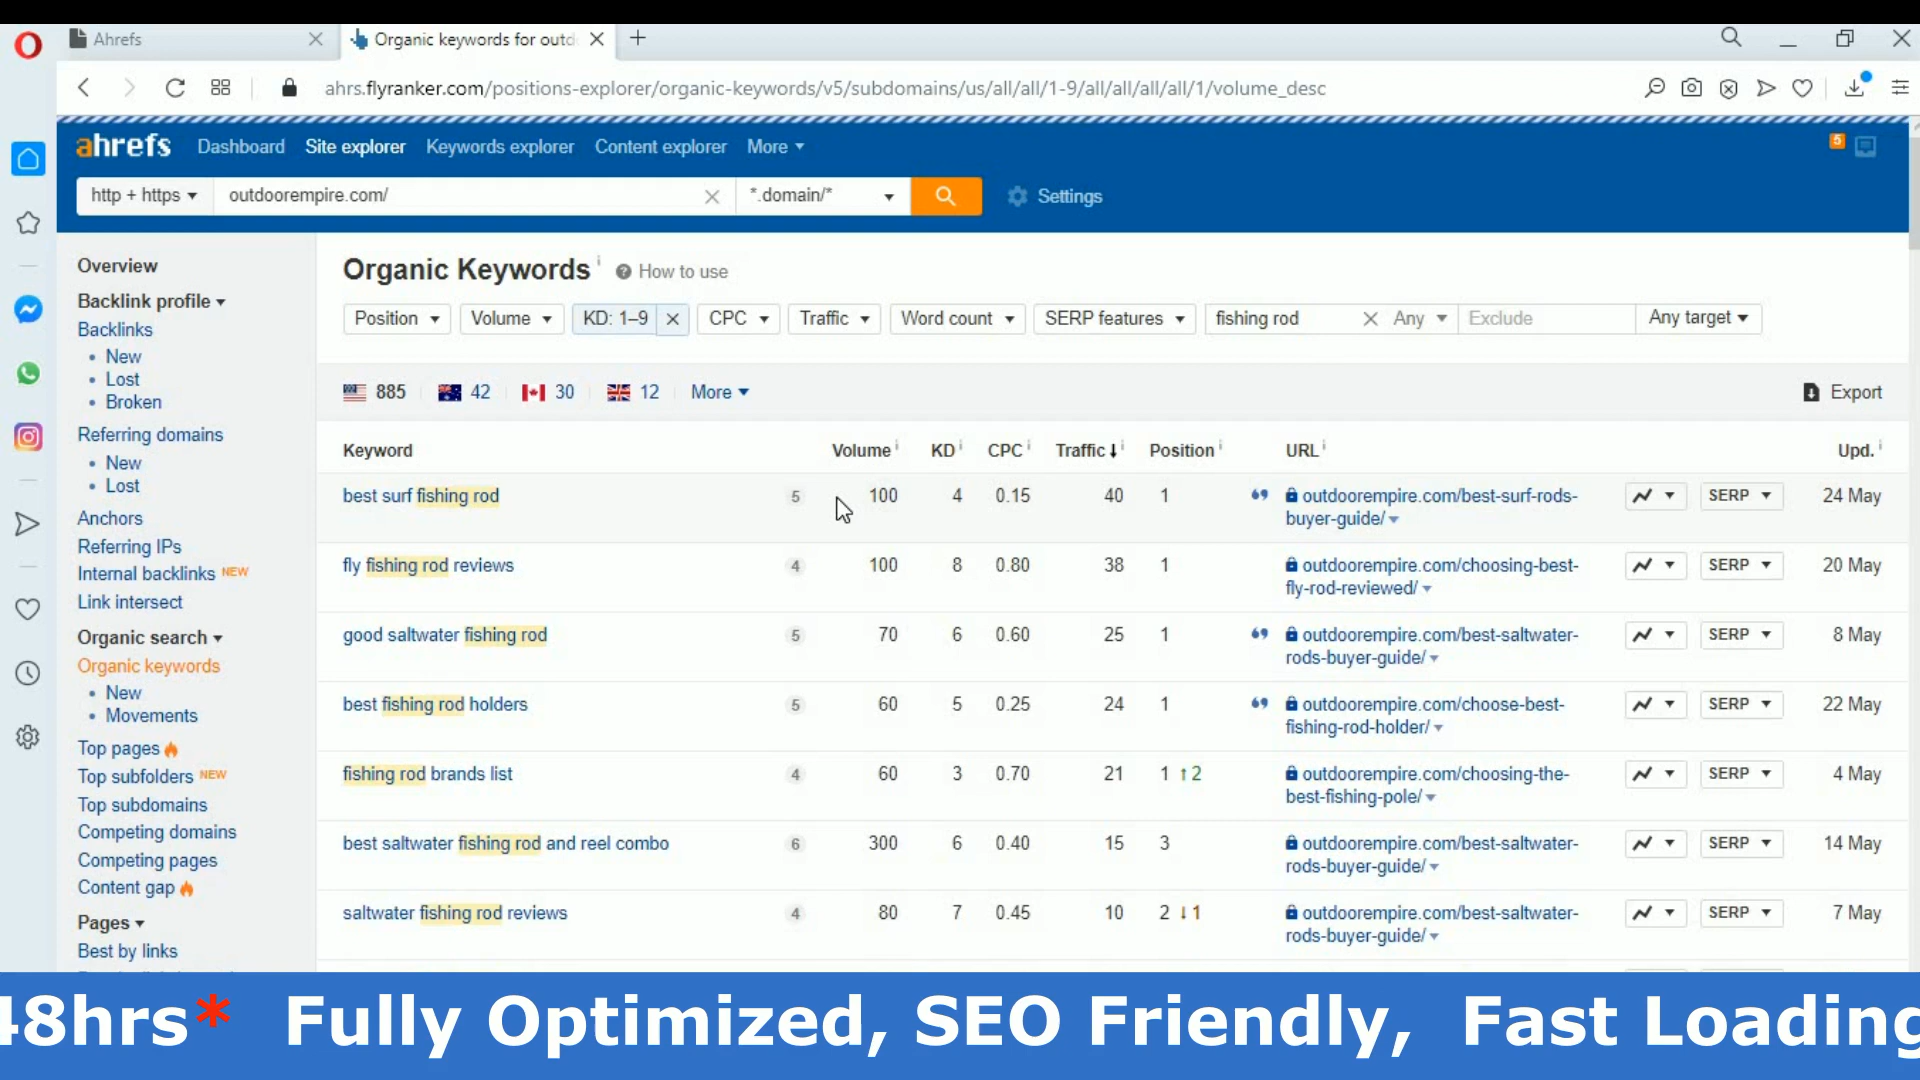 Ahrefs
Organic keywords for outd
ahrs.flyranker.com/positions-explorer/organic-keywords/v5/subdomains/us/all/all/1-9/all/all/all/all/1/volume_desc
ahrefs Dashboard Site explorer Keywords explorer Content explorer More 5
http + https outdoorempire.com/ *.domain/* Settings
Overview
Backlink profile
Backlinks
• New
• Lost
• Broken
Referring domains
• New
• Lost
Anchors
Referring IPs
Internal backlinks NEW
Link intersect
Organic search
Organic keywords
• New
• Movements
Top pages
Top subfolders NEW
Top subdomains
Competing domains
Competing pages
Content gap
Pages
Best by links
Organic Keywords i How to use
Position Volume KD: 1–9 CPC Traffic Word count SERP features fishing rod Any Exclude Any target
885 42 30 12 More Export
Keyword Volume i KD i CPC i Traffic i Position i URL i Upd. i
best surf fishing rod 5 100 4 0.15 40 1 outdoorempire.com/best-surf-rods- SERP 24 May
buyer-guide/
fly fishing rod reviews 4 100 8 0.80 38 1 outdoorempire.com/choosing-best- SERP 20 May
fly-rod-reviewed/
good saltwater fishing rod 5 70 6 0.60 25 1 outdoorempire.com/best-saltwater- SERP 8 May
rods-buyer-guide/
best fishing rod holders 5 60 5 0.25 24 1 outdoorempire.com/choose-best- SERP 22 May
fishing-rod-holder/
fishing rod brands list 4 60 3 0.70 21 1 ↑2 outdoorempire.com/choosing-the- SERP 4 May
best-fishing-pole/
best saltwater fishing rod and reel combo 6 300 6 0.40 15 3 outdoorempire.com/best-saltwater- SERP 14 May
rods-buyer-guide/
saltwater fishing rod reviews 4 80 7 0.45 10 2 ↓1 outdoorempire.com/best-saltwater- SERP 7 May
rods-buyer-guide/
48hrs* Fully Optimized, SEO Friendly, Fast Loading